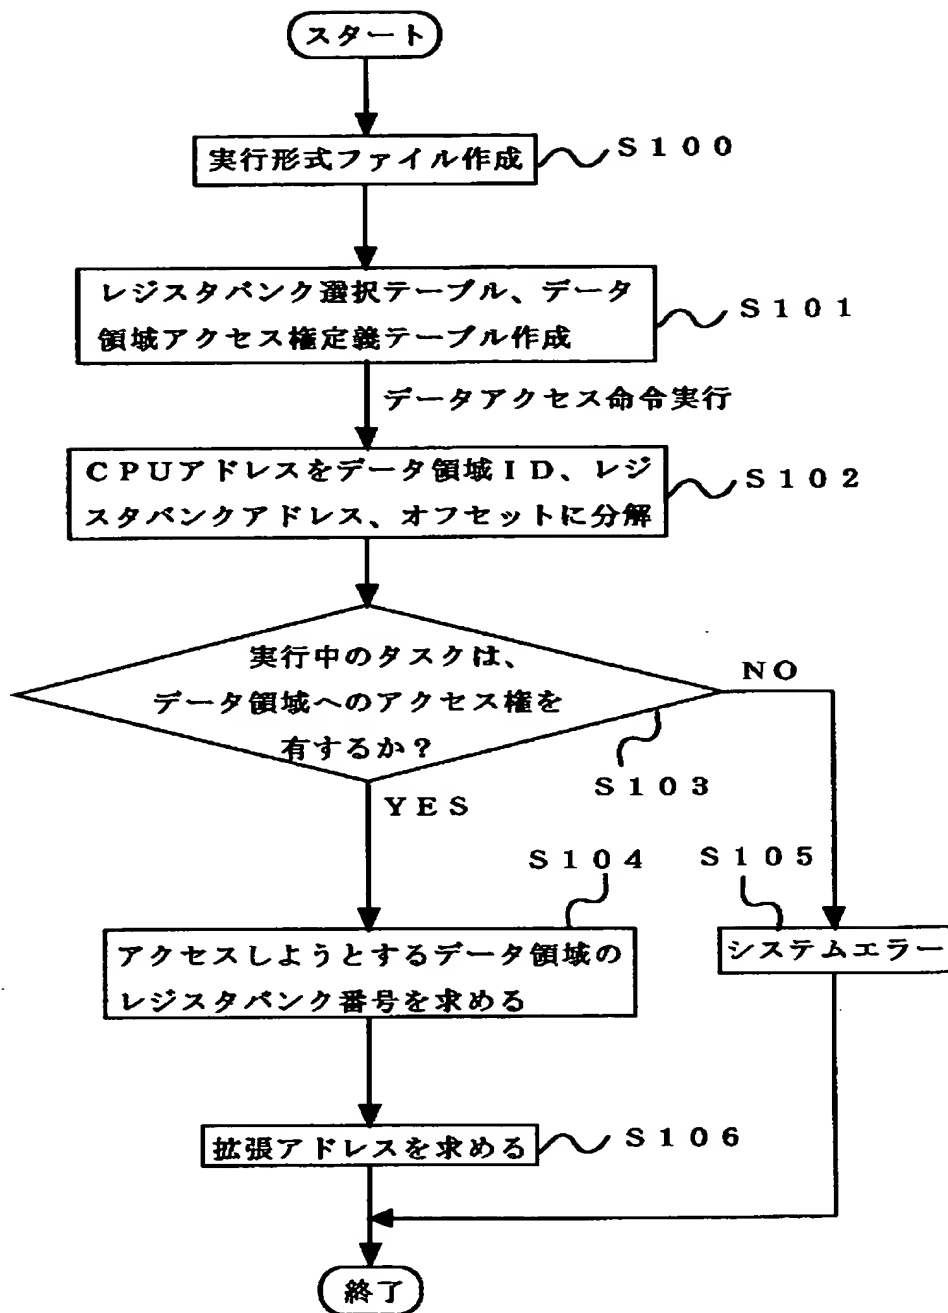 スタート
実行形式ファイル作成
S100
レジスタバンク選択テーブル、データ
領域アクセス権定義テーブル作成
S101
データアクセス命令実行
CPUアドレスをデータ領域ID、レジ
スタバンクアドレス、オフセットに分解
S102
実行中のタスクは、
データ領域へのアクセス権を
有するか？
NO
S103
YES
S104
S105
アクセスしようとするデータ領域の
レジスタバンク番号を求める
システムエラー
拡張アドレスを求める
S106
終了